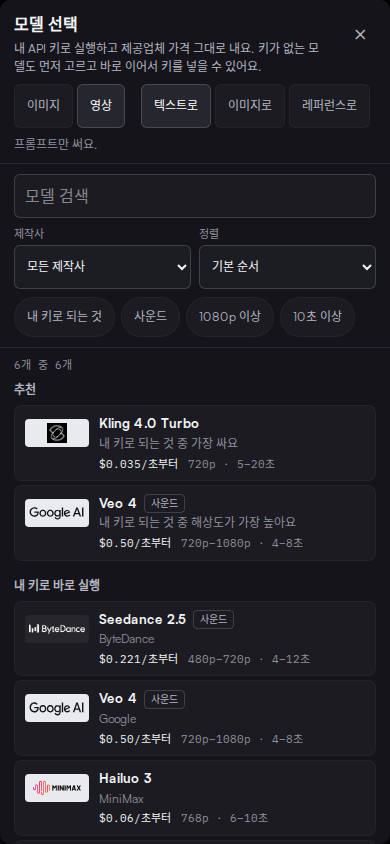 모델 선택
내 API 키로 실행하고 제공업체 가격 그대로 내요. 키가 없는 모
델도 먼저 고르고 바로 이어서 키를 넣을 수 있어요.
이미지
영상
텍스트로
이미지로
레퍼런스로
프롬프트만 써요.
모델 검색
제작사
정렬
모든 제작사
기본 순서
내 키로 되는 것
사운드
1080p 이상
10초 이상
6개 중 6개
추천
Kling 4.0 Turbo
내 키로 되는 것 중 가장 싸요
$0.035/초부터 720p · 5–20초
Google AI
Veo 4 사운드
내 키로 되는 것 중 해상도가 가장 높아요
$0.50/초부터 720p–1080p · 4–8초
내 키로 바로 실행
ByteDance
Seedance 2.5 사운드
ByteDance
$0.221/초부터 480p–720p · 4–12초
Google AI
Veo 4 사운드
Google
$0.50/초부터 720p–1080p · 4–8초
MINIMAX
Hailuo 3
MiniMax
$0.06/초부터 768p · 6–10초